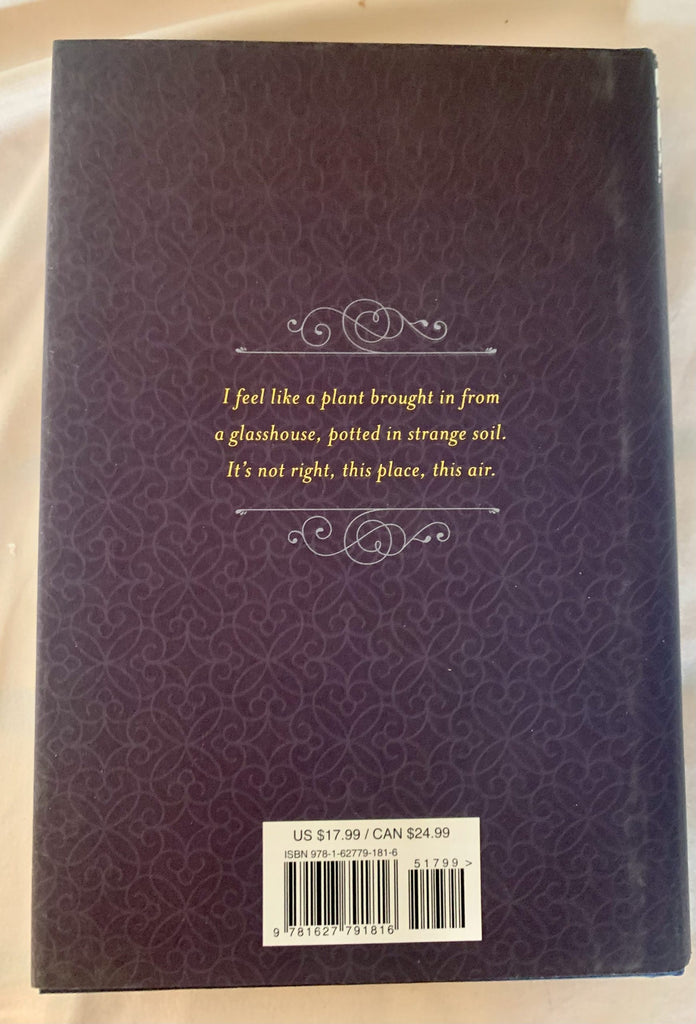 I feel like a plant brought in from
a glasshouse, potted in strange soil.
It's not right, this place, this air.
US $17.99 / CAN $24.99
ISBN 978-1-62779-181-6
51799 >
9 781627 791816